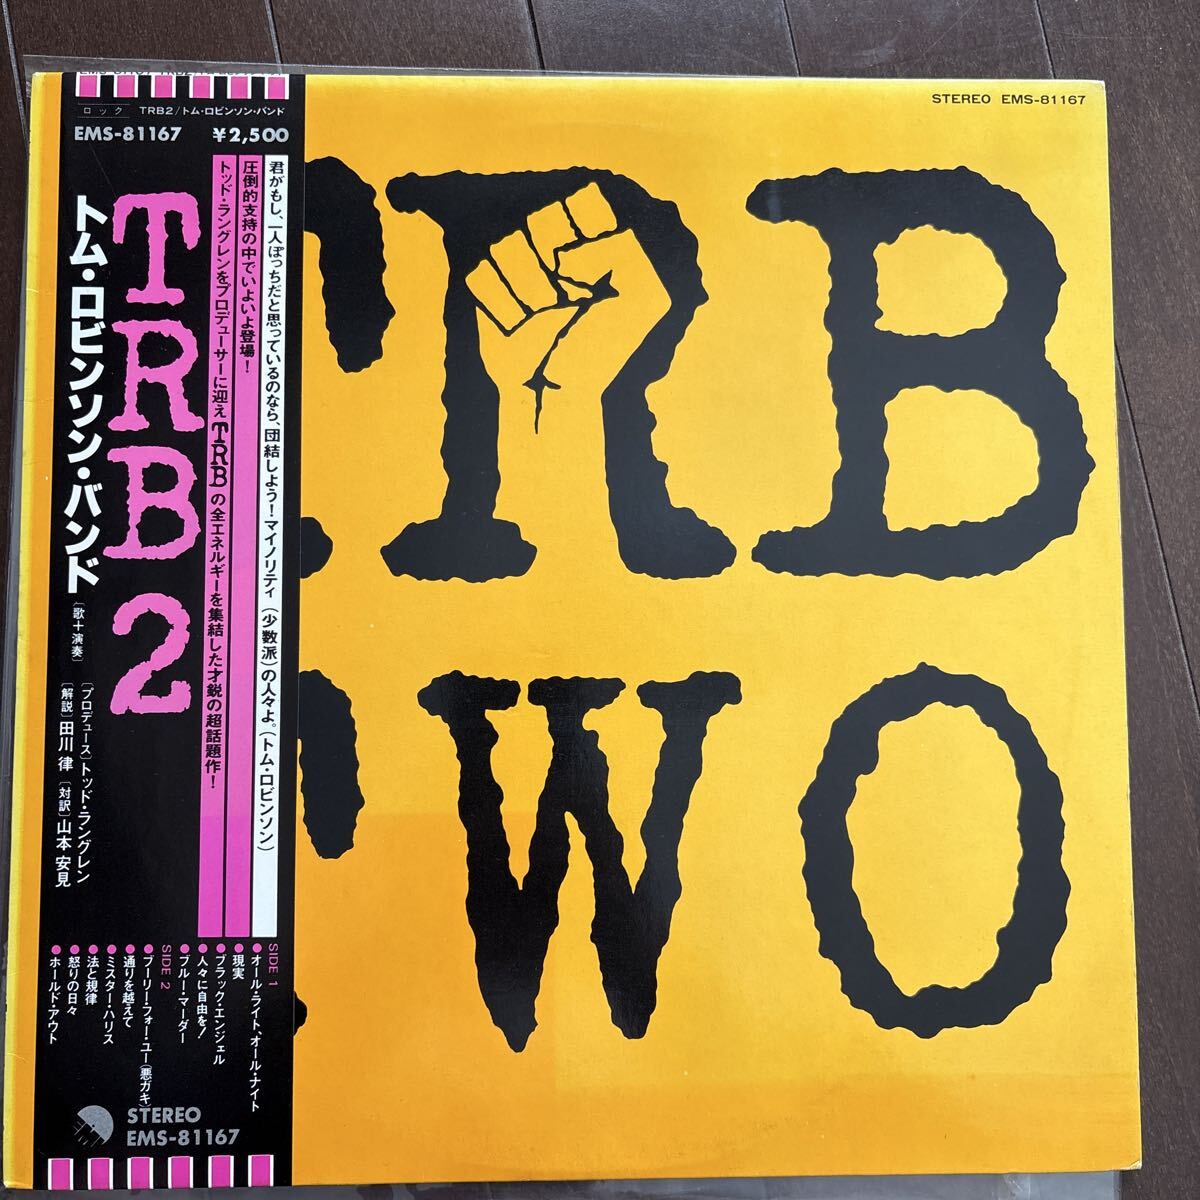 ロック TRB2/トム・ロビンソン・バンド
EMS-81167 ¥2,500
君がもし、一人ぽっちだと思っているのなら、団結しよう!マイノリティ(少数派)の人々よ。(トム・ロビンソン)
圧倒的支持の中でいよいよ登場!
トッド・ラングレンをプロデューサーに迎えTRBの全エネルギーを集結した才鋭の超話題作!
TRB 2
トム・ロビンソン・バンド
[歌+演奏]
[プロデュース]トッド・ラングレン
[解説]田川 律 [対訳]山本安見
SIDE 1
●オール・ライト、オール・ナイト
●現実
●ブラック・エンジェル
●人々に自由を!
●ブルー・マーダー
SIDE 2
●ブーリー・フォー・ユー(悪ガキ)
●通りを越えて
●ミスター・ハリス
●法と規律
●怒りの日々
●ホールド・アウト
STEREO
EMS-81167
STEREO EMS-81167
TRB
TWO